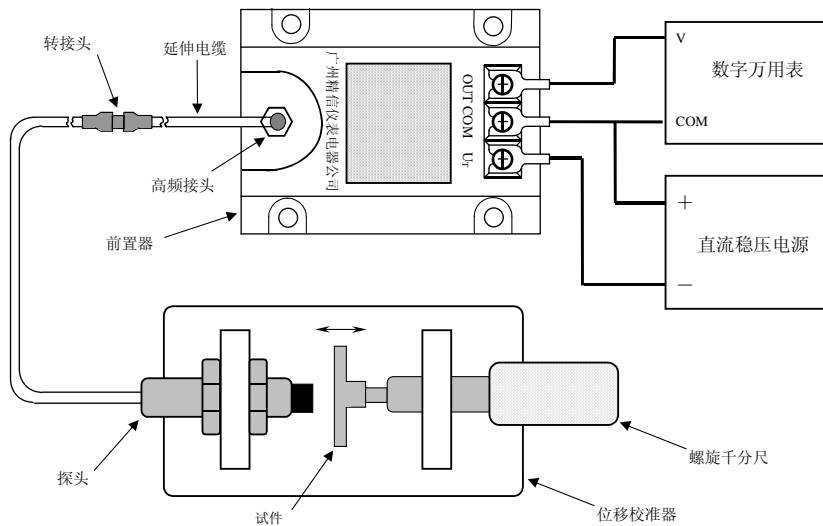 转接头
延伸电缆
高频接头
前置器
广州精信仪表电器公司
OUT COM UT
V
数字万用表
COM
+
直流稳压电源
−
探头
试件
螺旋千分尺
位移校准器